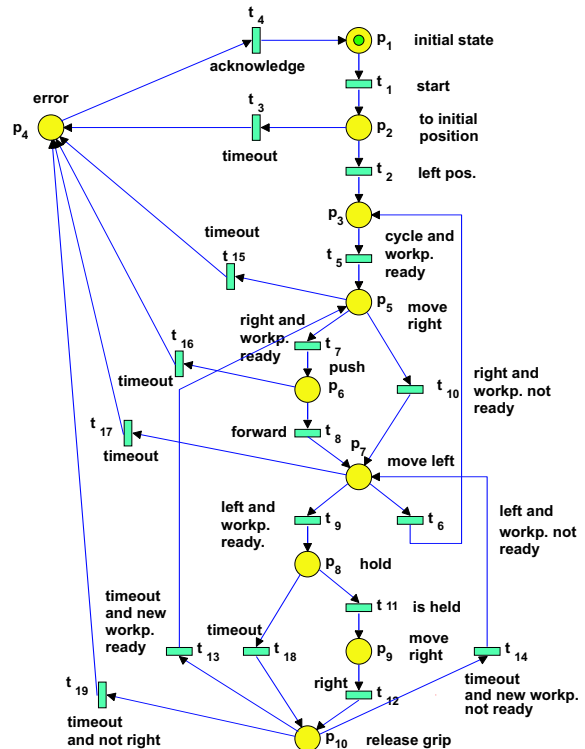 t 4
p 1 initial state
acknowledge
t 1 start
error
t 3
p 4
p 2
to initial
position
timeout
t 2 left pos.
p 3
cycle and
workp.
ready
t 5
timeout
t 15
p 5 move
right
right and
workp.
ready
t 16
t 7
push
timeout
p 6
t 10
right and
workp. not
ready
t 17
forward
t 8
p 7
timeout
move left
left and
workp.
ready.
t 9
t 6
left and
workp. not
ready
p 8 hold
timeout
and new
workp.
ready
t 11 is held
timeout
p 9
move
right
t 13
t 18
t 14
t 19
right
t 12
timeout
and new workp.
not ready
timeout
and not right
p 10 release grip